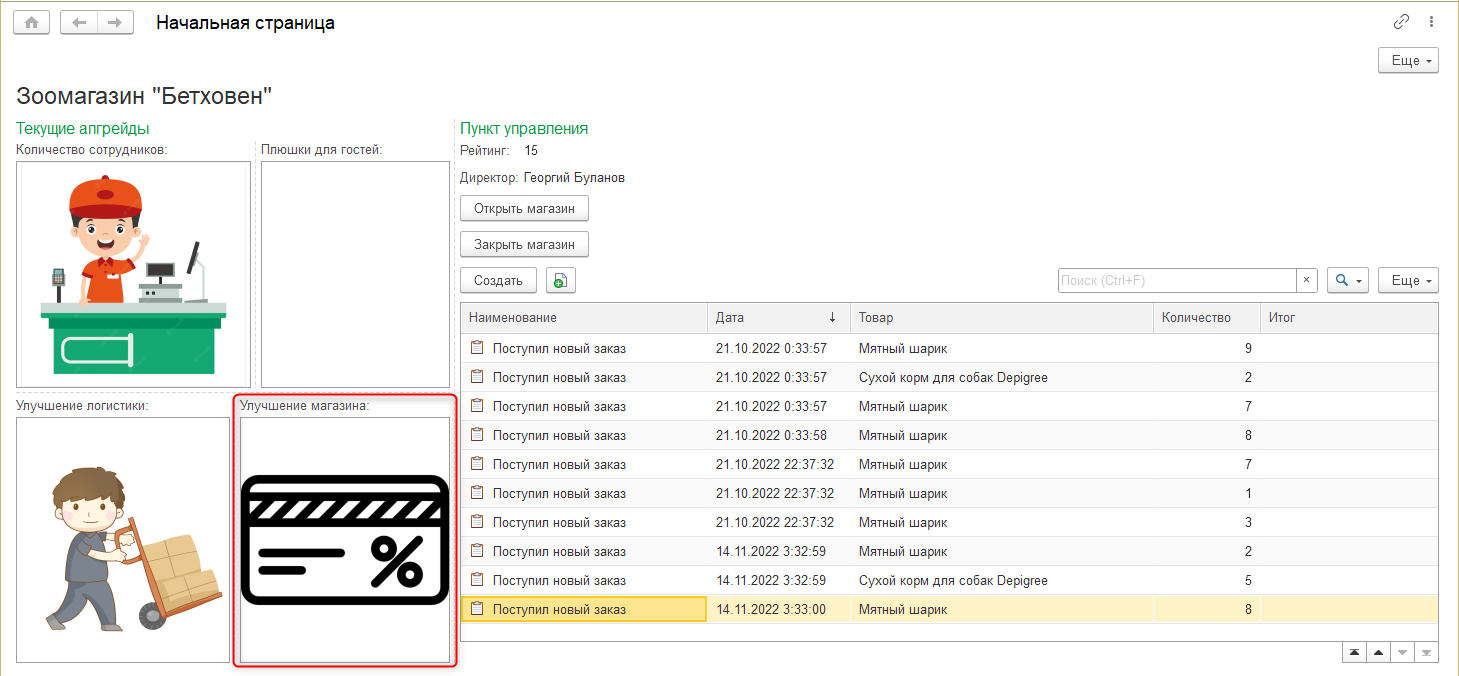 Начальная страница
Еще
Зоомагазин "Бетховен"
Текущие апгрейды
Количество сотрудников:
Плюшки для гостей:
Улучшение логистики:
Улучшение магазина:
%
Пункт управления
Рейтинг: 15
Директор: Георгий Буланов
Открыть магазин
Закрыть магазин
Создать
Поиск (Ctrl+F)
×
Еще
Наименование Дата ↓ Товар Количество Итог
Поступил новый заказ 21.10.2022 0:33:57 Мятный шарик 9
Поступил новый заказ 21.10.2022 0:33:57 Сухой корм для собак Depigree 2
Поступил новый заказ 21.10.2022 0:33:57 Мятный шарик 7
Поступил новый заказ 21.10.2022 0:33:58 Мятный шарик 8
Поступил новый заказ 21.10.2022 22:37:32 Мятный шарик 7
Поступил новый заказ 21.10.2022 22:37:32 Мятный шарик 1
Поступил новый заказ 21.10.2022 22:37:32 Мятный шарик 3
Поступил новый заказ 14.11.2022 3:32:59 Мятный шарик 2
Поступил новый заказ 14.11.2022 3:32:59 Сухой корм для собак Depigree 5
Поступил новый заказ 14.11.2022 3:33:00 Мятный шарик 8